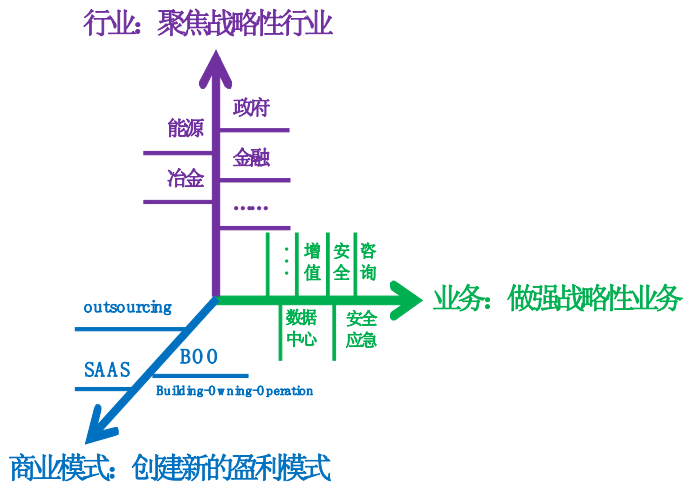 行业：聚焦战略性行业
政府
能源
金融
冶金
……
⋮
增值
安全
咨询
业务：做强战略性业务
数据
中心
安全
应急
outsourcing
BOO
SAAS
Building-Owning-Operation
商业模式：创建新的盈利模式